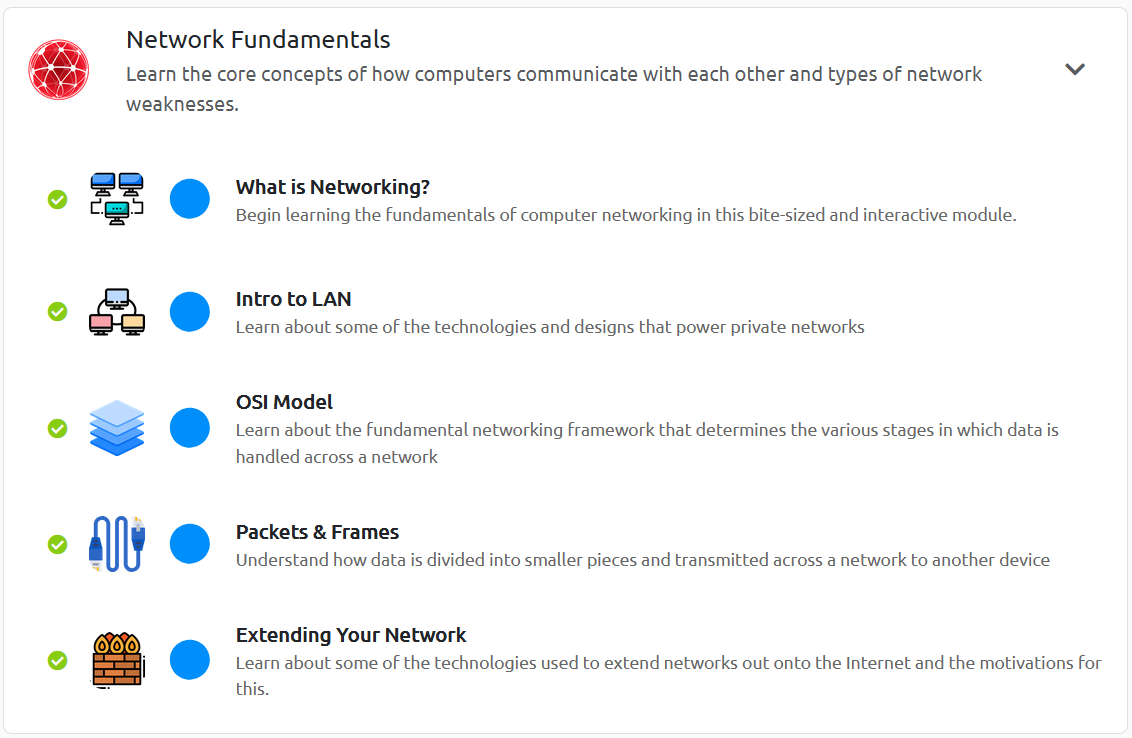 Network Fundamentals
Learn the core concepts of how computers communicate with each other and types of network
weaknesses.
What is Networking?
Begin learning the fundamentals of computer networking in this bite-sized and interactive module.
Intro to LAN
Learn about some of the technologies and designs that power private networks
OSI Model
Learn about the fundamental networking framework that determines the various stages in which data is
handled across a network
Packets & Frames
Understand how data is divided into smaller pieces and transmitted across a network to another device
Extending Your Network
Learn about some of the technologies used to extend networks out onto the Internet and the motivations for
this.